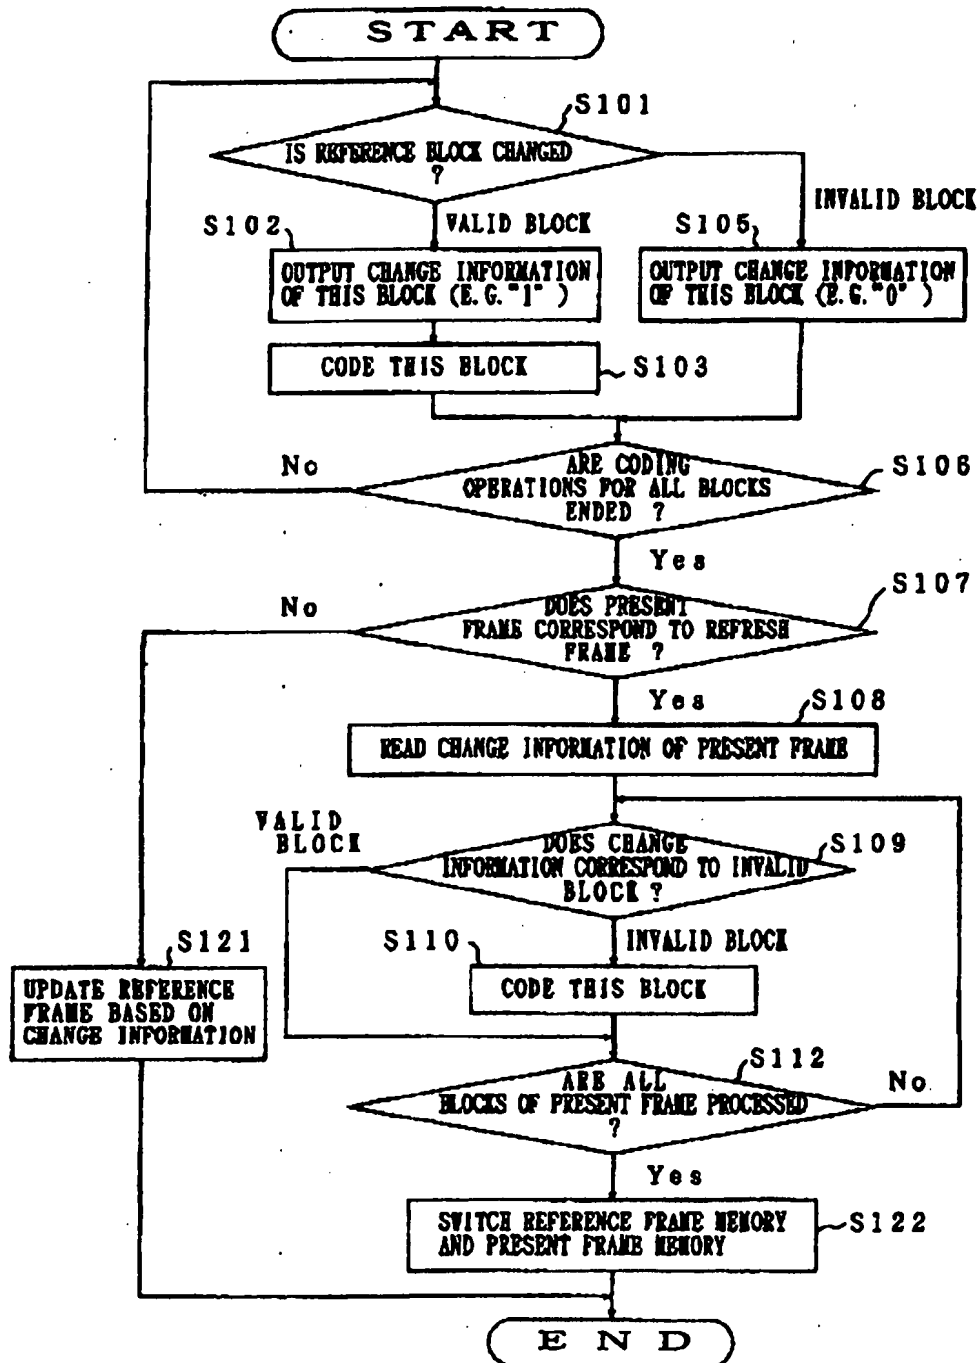 START
S101
IS REFERENCE BLOCK CHANGED
?
INVALID BLOCK
S102
VALID BLOCK
S105
OUTPUT CHANGE INFORMATION
OF THIS BLOCK (E.G."1" )
OUTPUT CHANGE INFORMATION
OF THIS BLOCK (E.G."0" )
CODE THIS BLOCK
S103
No
ARE CODING
OPERATIONS FOR ALL BLOCKS
ENDED ?
S106
Yes
S107
No
DOES PRESENT
FRAME CORRESPOND TO REFRESH
FRAME ?
Yes
S108
READ CHANGE INFORMATION OF PRESENT FRAME
VALID
BLOCK
DOES CHANGE
INFORMATION CORRESPOND TO INVALID
BLOCK ?
S109
S110
INVALID BLOCK
S121
CODE THIS BLOCK
UPDATE REFERENCE
FRAME BASED ON
CHANGE INFORMATION
S112
ARE ALL
BLOCKS OF PRESENT FRAME PROCESSED
?
No
Yes
SWITCH REFERENCE FRAME MEMORY
AND PRESENT FRAME MEMORY
S122
END